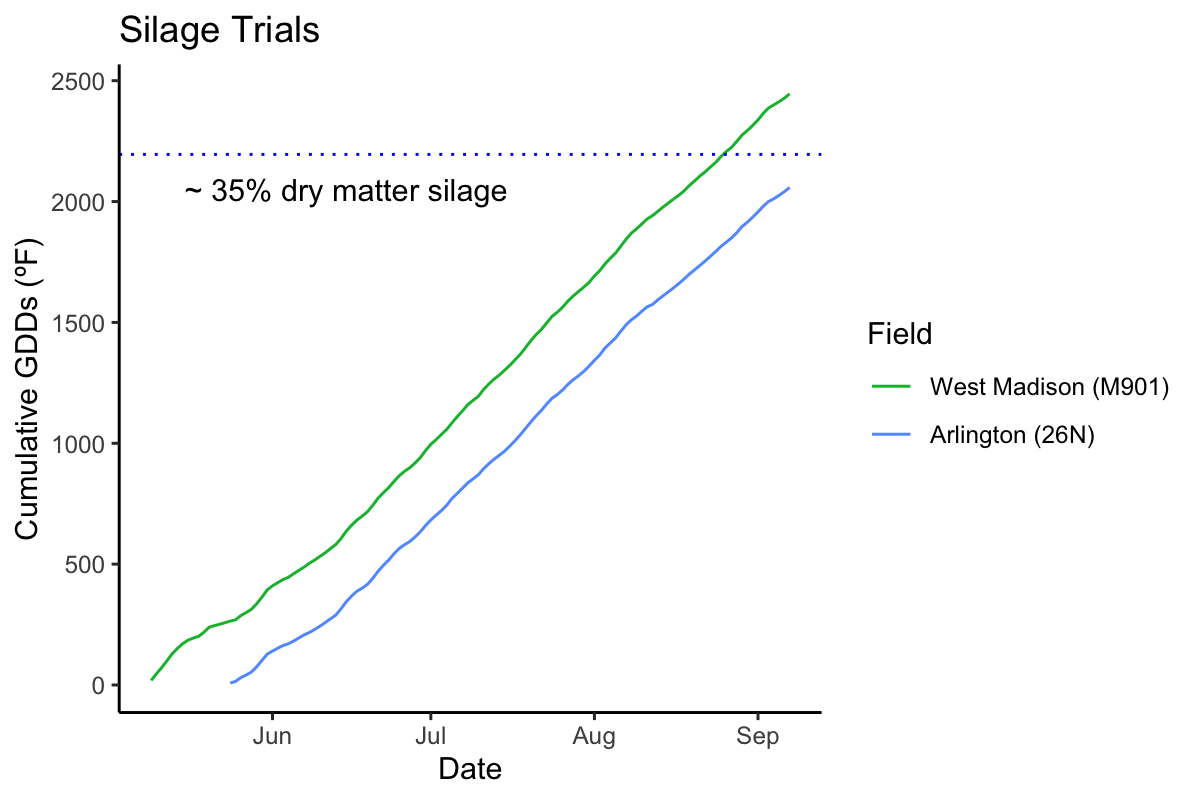 Silage Trials
2500
2000
1500
1000
500
0
Cumulative GDDs (ºF)
~ 35% dry matter silage
Jun Jul Aug Sep
Date
Field
West Madison (M901)
Arlington (26N)